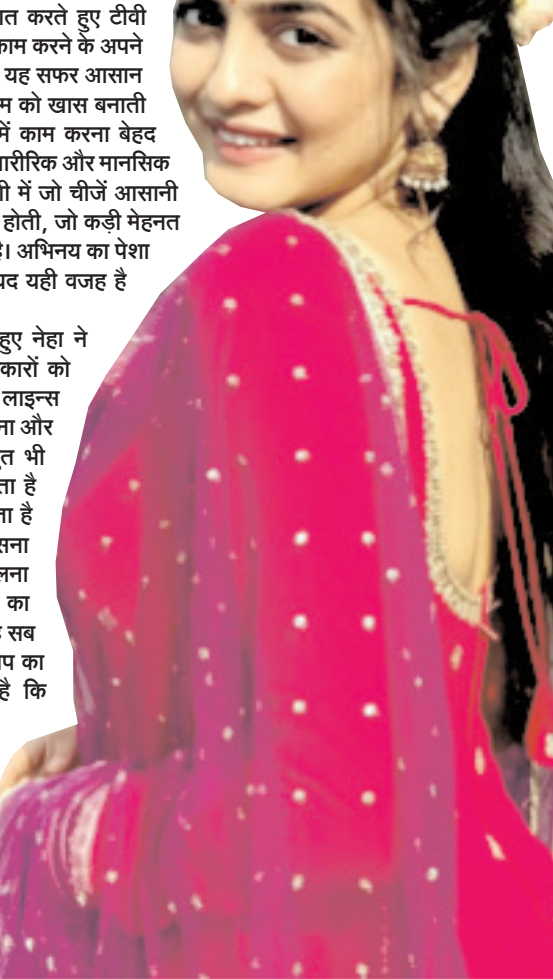 त करते हुए टीवी
काम करने के अपने
यह सफर आसान
म को खास बनाती
में काम करना बेहद
शारीरिक और मानसिक
ी में जो चीजें आसानी
होती, जो कड़ी मेहनत
है। अभिनय का पेशा
यद यही वजह है
हुए नेहा ने
कारों को
लाइन्स
ना और
त भी
ता है
ता है
सना
लना
का
सब
प का
है कि